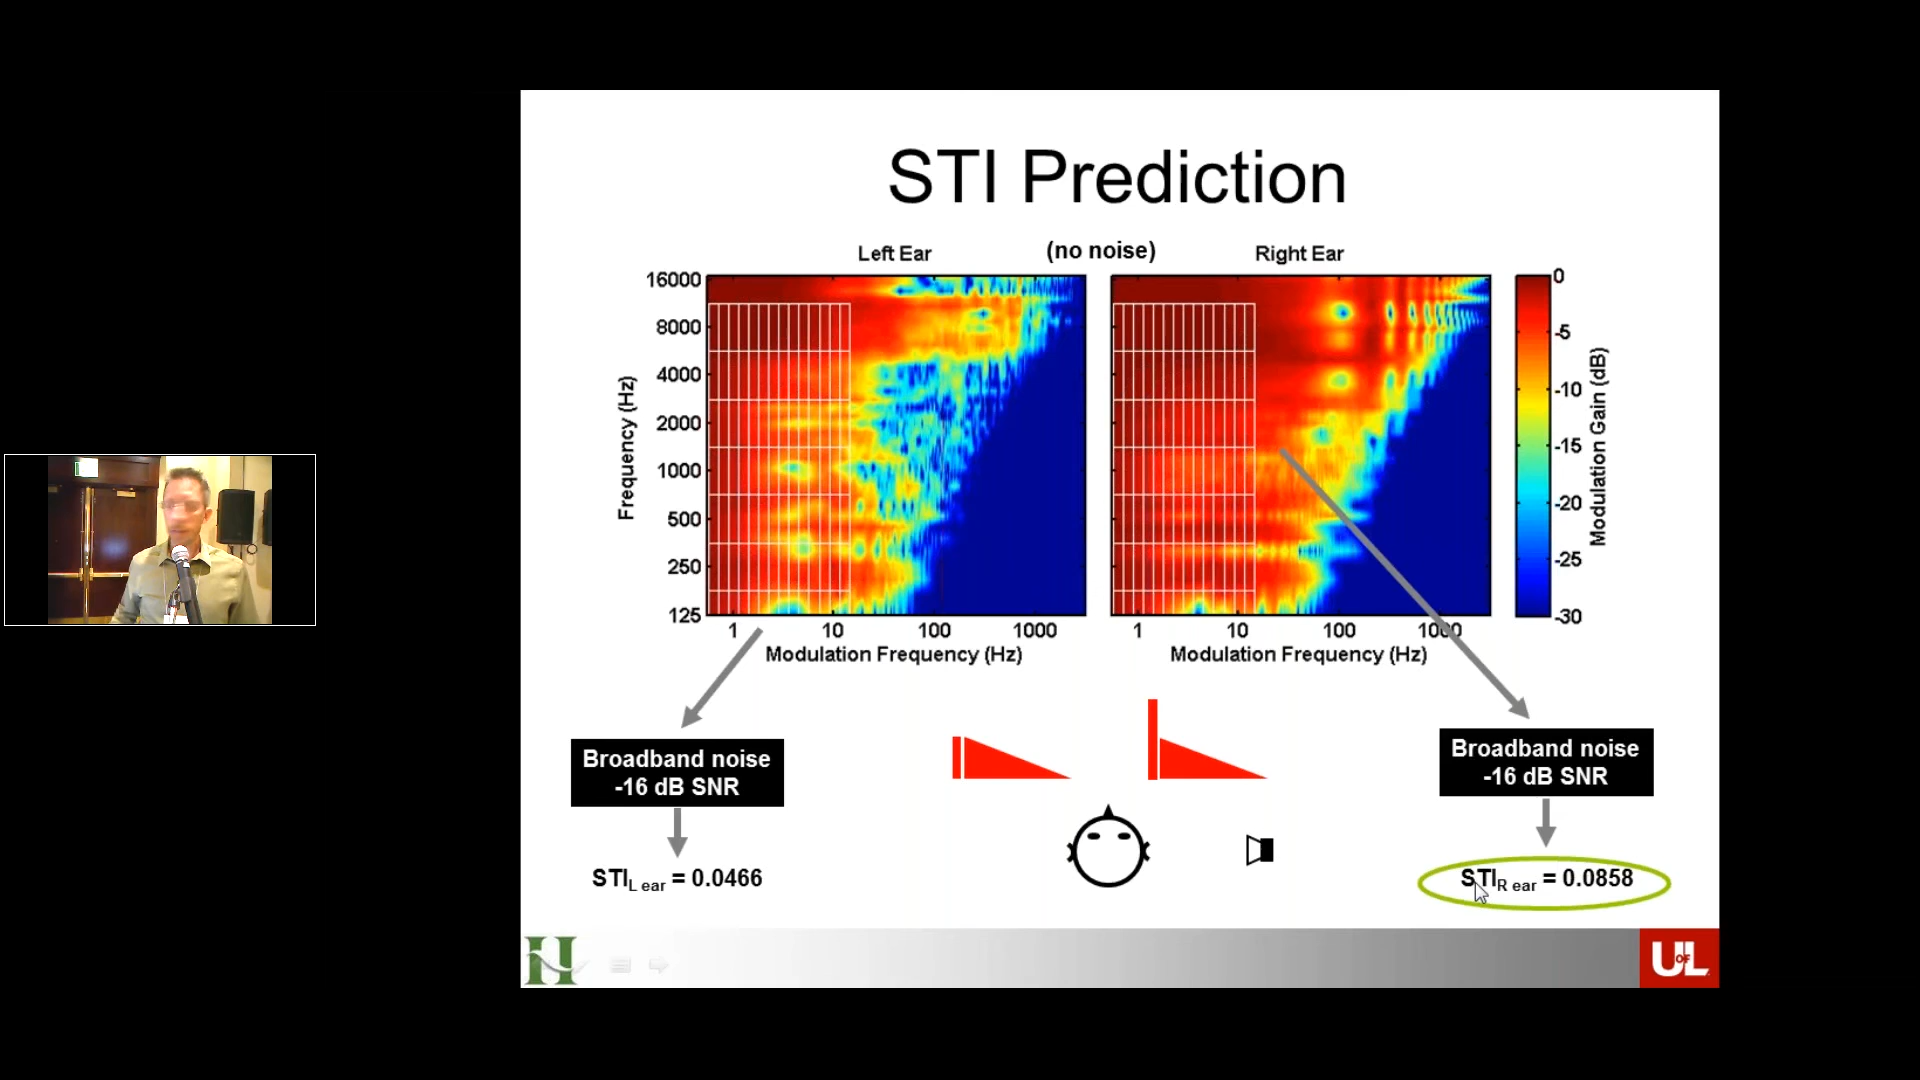 STI Prediction
Left Ear
(no noise)
Right Ear
Frequency (Hz)
16000
8000
4000
2000
1000
500
250
125
1 10 100 1000
Modulation Frequency (Hz)
1 10 100 1000
Modulation Frequency (Hz)
0
-5
-10
-15
-20
-25
-30
Modulation Gain (dB)
Broadband noise
-16 dB SNR
STI L ear = 0.0466
Broadband noise
-16 dB SNR
STI R ear = 0.0858
H
U OF L